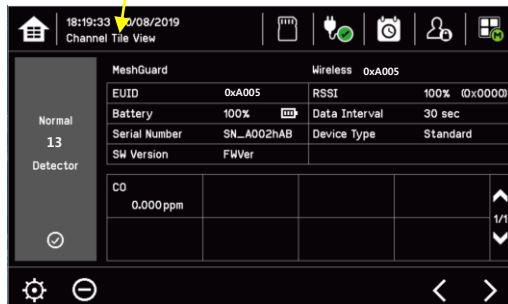 18:19:33 /08/2019
Channel Tile View
Normal
13
Detector
MeshGuard Wireless 0xA005
EUID 0xA005 RSSI 100% (0x0000)
Battery 100% Data Interval 30 sec
Serial Number SN_A002hAB Device Type Standard
SW Version FWVer
CO
0.000 ppm
1/1